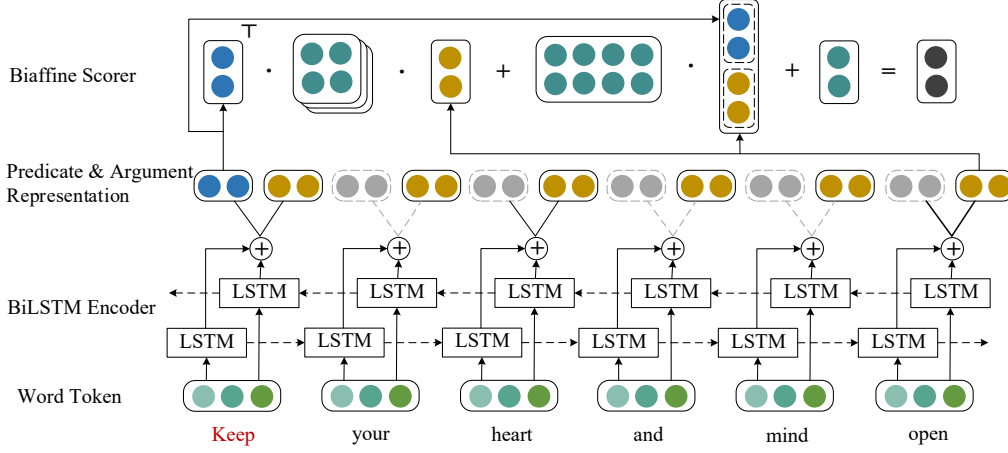 ⊤
Biaffine Scorer
· · + · + =
Predicate & Argument
Representation
+ + + + + +
LSTM LSTM LSTM LSTM LSTM LSTM
BiLSTM Encoder
LSTM LSTM LSTM LSTM LSTM LSTM
Word Token
Keep your heart and mind open